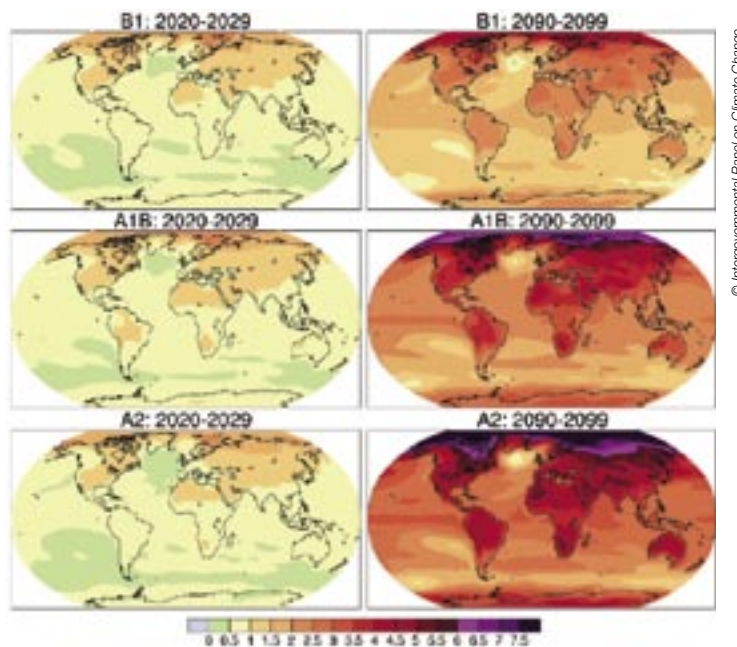 B1: 2020-2029
B1: 2090-2099
© Intergovernmental Panel on Climate Change
A1B: 2020-2029
A1B: 2090-2099
A2: 2020-2029
A2: 2090-2099
0 0.5 1 1.5 2 2.5 3 3.5 4 4.5 5 5.5 6 6.5 7 7.5